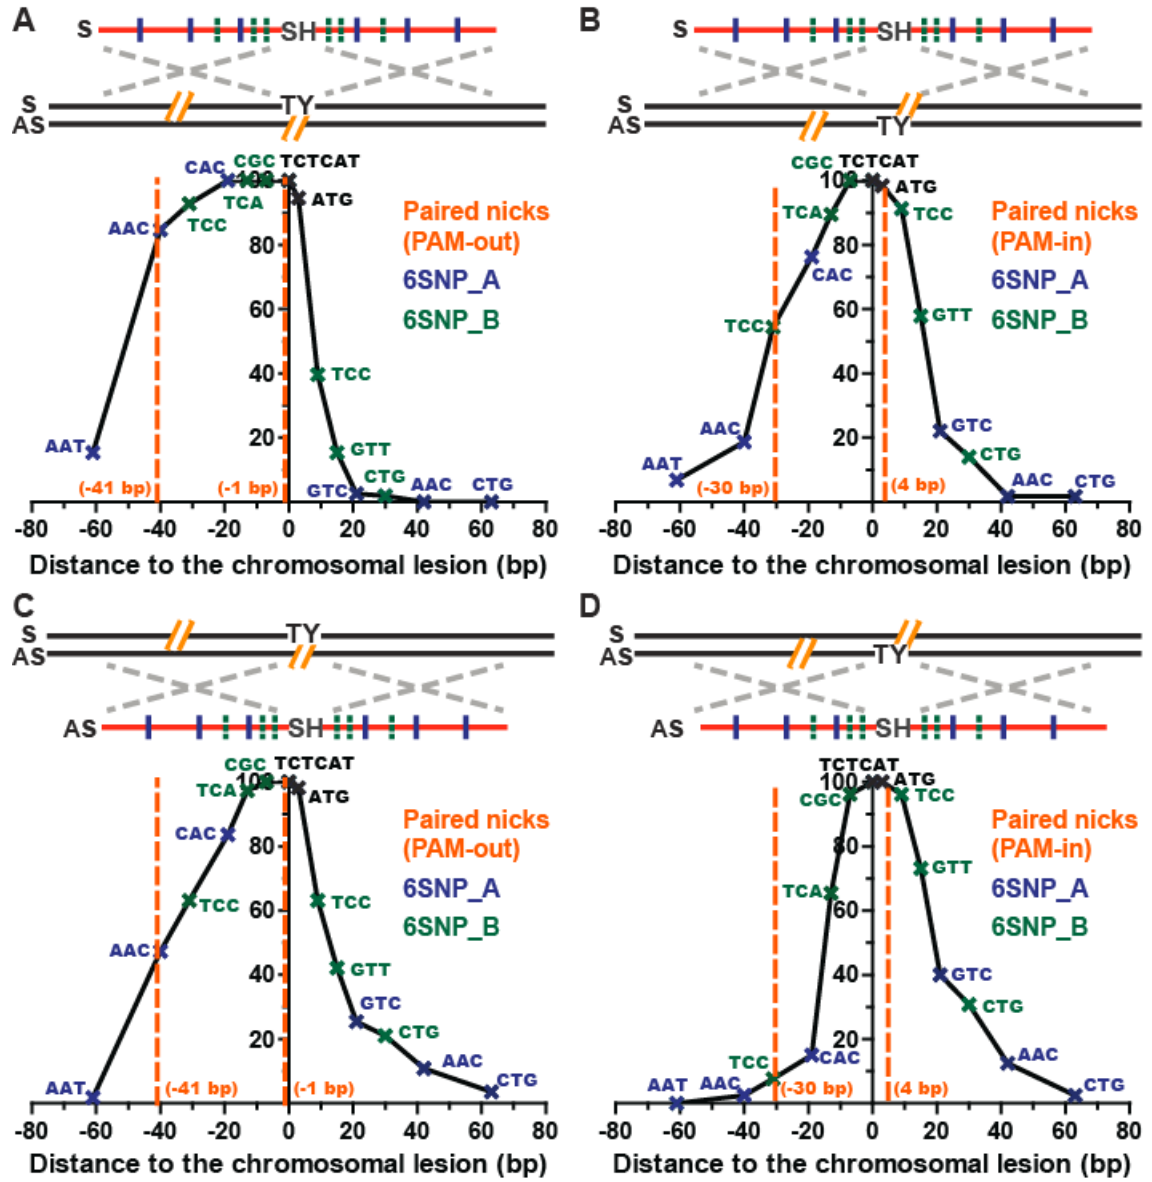 A
S
SH
S
TY
AS
CAC
CGC
TCTCAT
100
ATG
TCA
AAC
TCC
Paired nicks
(PAM-out)
80
6SNP_A
60
6SNP_B
40
TCC
AAT
20
GTT
CTG
GTC
AAC
CTG
(-41 bp)
(-1 bp)
-80 -60 -40 -20 0 20 40 60 80
Distance to the chromosomal lesion (bp)
B
S
SH
S
AS
TY
CGC
TCTCAT
100
ATG
TCA
TCC
Paired nicks
(PAM-in)
80
CAC
6SNP_A
60
TCC
GTT
6SNP_B
40
AAC
20
GTC
AAT
CTG
AAC
CTG
(-30 bp)
(4 bp)
-80 -60 -40 -20 0 20 40 60 80
Distance to the chromosomal lesion (bp)
C
S
TY
AS
AS
SH
CGC
TCTCAT
100
TCA
ATG
CAC
Paired nicks
(PAM-out)
80
6SNP_A
60
TCC
TCC
6SNP_B
AAC
40
GTT
GTC
20
CTG
AAC
AAT
CTG
(-41 bp)
(-1 bp)
-80 -60 -40 -20 0 20 40 60 80
Distance to the chromosomal lesion (bp)
D
S
AS
TY
AS
SH
TCTCAT
100
ATG
CGC
TCC
Paired nicks
(PAM-in)
80
GTT
6SNP_A
TCA
60
6SNP_B
40
GTC
CTG
20
TCC
CAC
AAC
AAT
AAC
CTG
(-30 bp)
(4 bp)
-80 -60 -40 -20 0 20 40 60 80
Distance to the chromosomal lesion (bp)